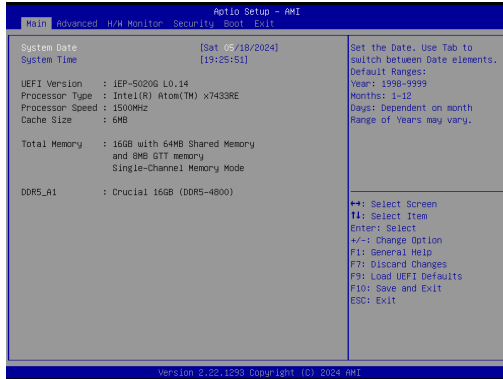 Aptio Setup - AMI
Main Advanced H/W Monitor Security Boot Exit
System Date [Sat 05/18/2024]
System Time [19:25:51]
UEFI Version : iEP-5020G L0.14
Processor Type : Intel(R) Atom(TM) x7433RE
Processor Speed : 1500MHz
Cache Size : 6MB
Total Memory : 16GB with 64MB Shared Memory
and 8MB GTT memory
Single-Channel Memory Mode
DDR5_A1 : Crucial 16GB (DDR5-4800)
Set the Date. Use Tab to
switch between Date elements.
Default Ranges:
Year: 1998-9999
Months: 1-12
Days: Dependent on month
Range of Years may vary.
↔: Select Screen
↑↓: Select Item
Enter: Select
+/-: Change Option
F1: General Help
F7: Discard Changes
F9: Load UEFI Defaults
F10: Save and Exit
ESC: Exit
Version 2.22.1293 Copyright (C) 2024 AMI